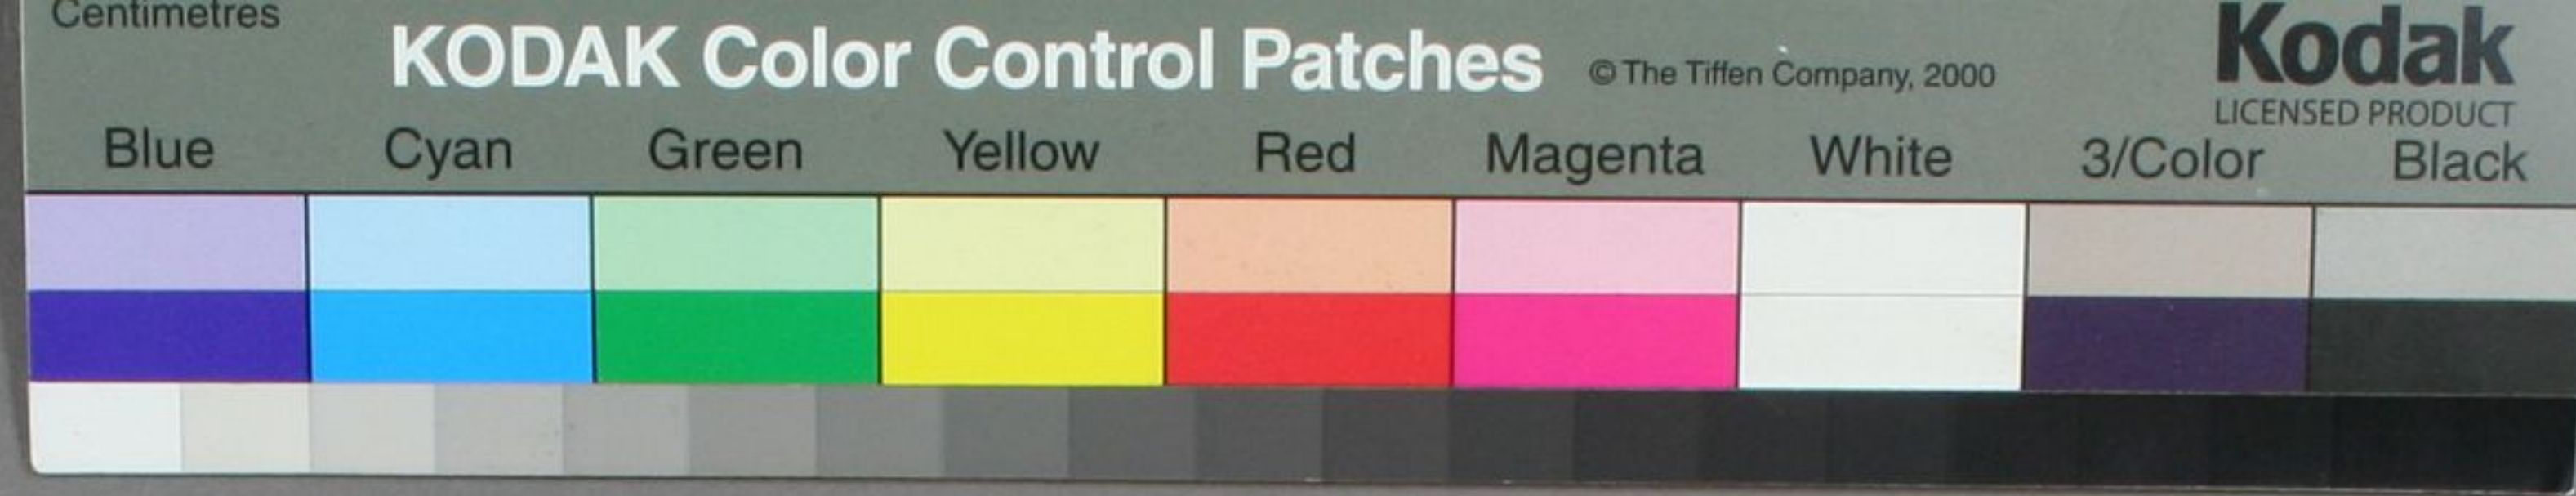 Centimetres
KODAK Color Control Patches © The Tiffen Company, 2000 Kodak
LICENSED PRODUCT
Blue Cyan Green Yellow Red Magenta White 3/Color Black